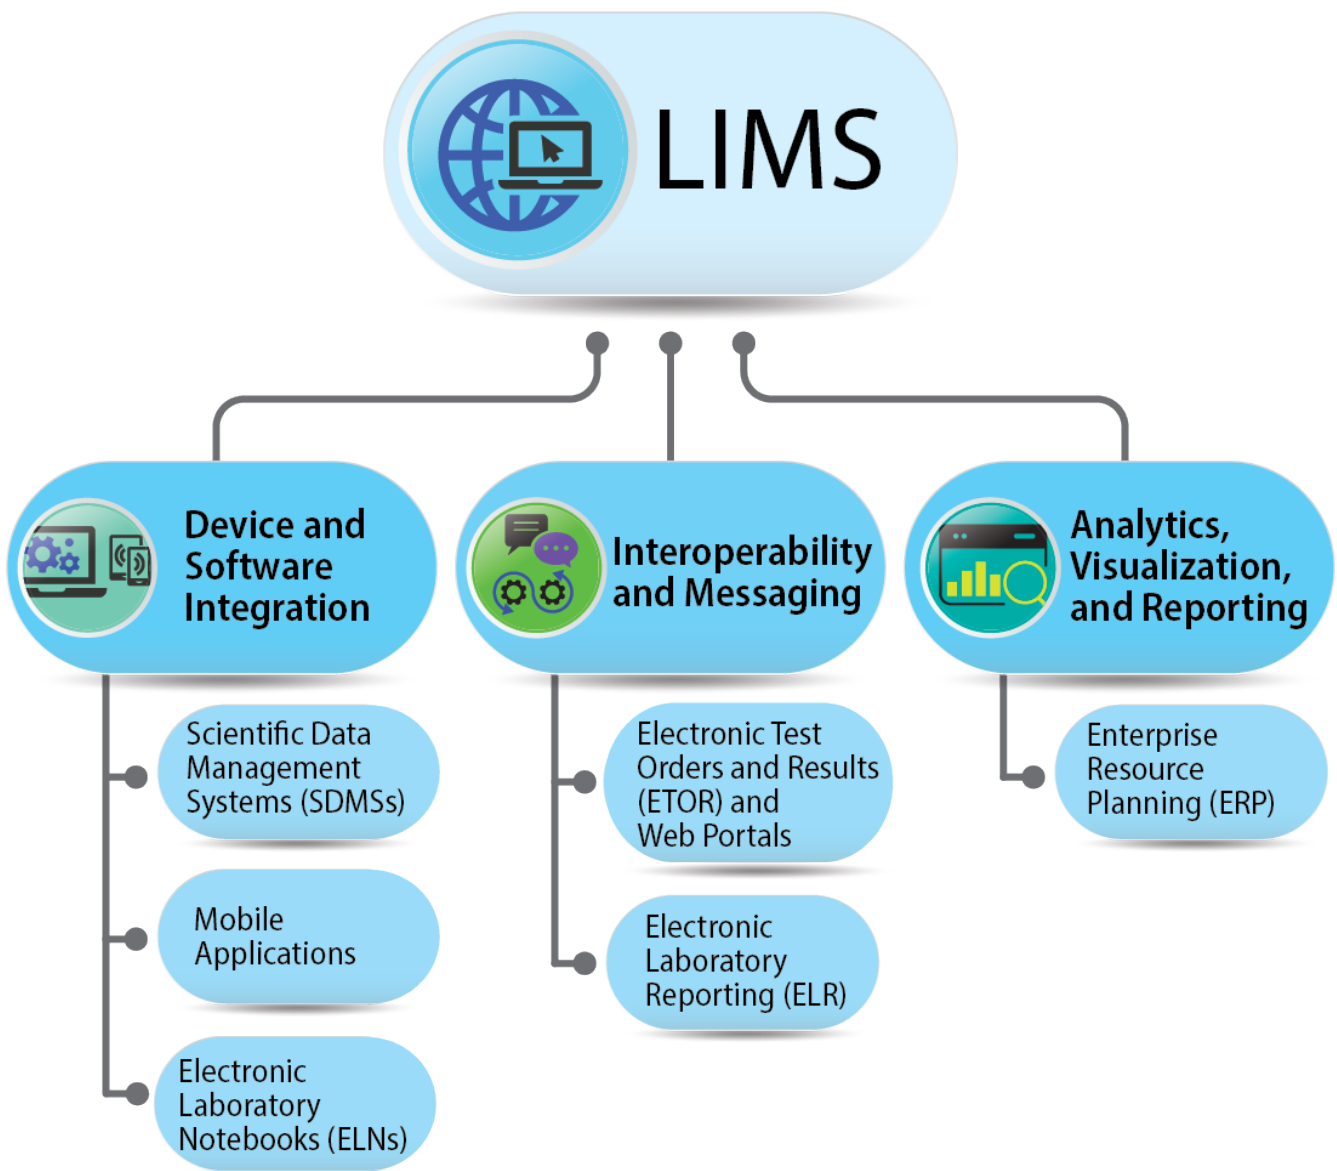 LIMS
Device and
Software
Integration
Scientific Data
Management
Systems (SDMSs)
Mobile
Applications
Electronic
Laboratory
Notebooks (ELNs)
Interoperability
and Messaging
Electronic Test
Orders and Results
(ETOR) and
Web Portals
Electronic
Laboratory
Reporting (ELR)
Analytics,
Visualization,
and Reporting
Enterprise
Resource
Planning (ERP)